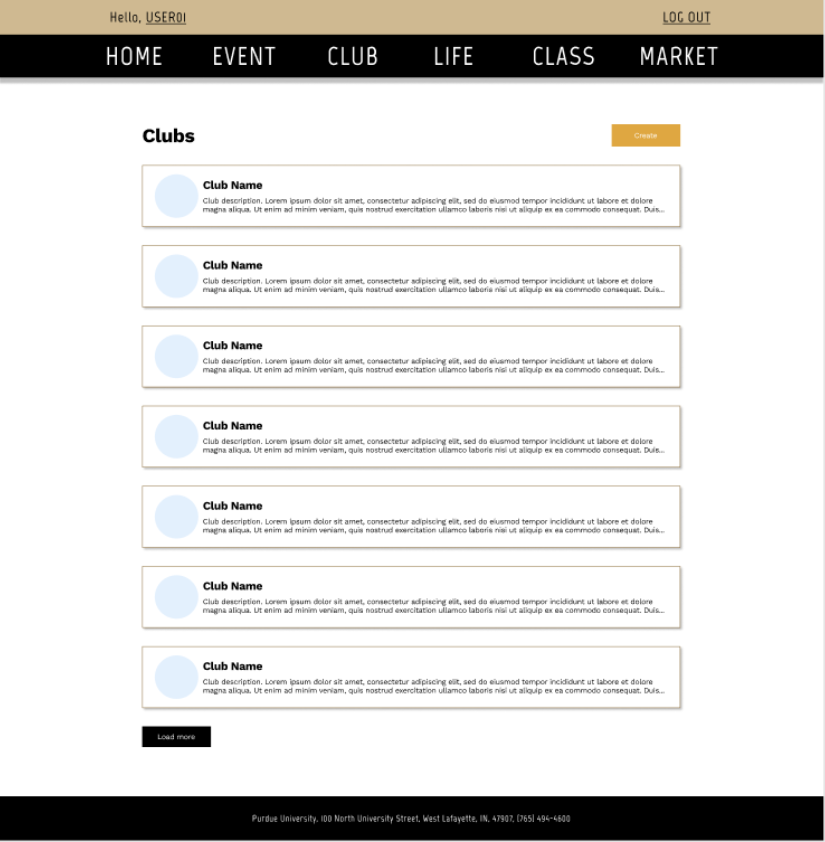 Hello, USER01
LOG OUT
HOME EVENT CLUB LIFE CLASS MARKET
Clubs
Create
Club Name
Club description. Lorem ipsum dolor sit amet, consectetur adipiscing elit, sed do eiusmod tempor incididunt ut labore et dolore
magna aliqua. Ut enim ad minim veniam, quis nostrud exercitation ullamco laboris nisi ut aliquip ex ea commodo consequat. Duis...
Club Name
Club description. Lorem ipsum dolor sit amet, consectetur adipiscing elit, sed do eiusmod tempor incididunt ut labore et dolore
magna aliqua. Ut enim ad minim veniam, quis nostrud exercitation ullamco laboris nisi ut aliquip ex ea commodo consequat. Duis...
Club Name
Club description. Lorem ipsum dolor sit amet, consectetur adipiscing elit, sed do eiusmod tempor incididunt ut labore et dolore
magna aliqua. Ut enim ad minim veniam, quis nostrud exercitation ullamco laboris nisi ut aliquip ex ea commodo consequat. Duis...
Club Name
Club description. Lorem ipsum dolor sit amet, consectetur adipiscing elit, sed do eiusmod tempor incididunt ut labore et dolore
magna aliqua. Ut enim ad minim veniam, quis nostrud exercitation ullamco laboris nisi ut aliquip ex ea commodo consequat. Duis...
Club Name
Club description. Lorem ipsum dolor sit amet, consectetur adipiscing elit, sed do eiusmod tempor incididunt ut labore et dolore
magna aliqua. Ut enim ad minim veniam, quis nostrud exercitation ullamco laboris nisi ut aliquip ex ea commodo consequat. Duis...
Club Name
Club description. Lorem ipsum dolor sit amet, consectetur adipiscing elit, sed do eiusmod tempor incididunt ut labore et dolore
magna aliqua. Ut enim ad minim veniam, quis nostrud exercitation ullamco laboris nisi ut aliquip ex ea commodo consequat. Duis...
Club Name
Club description. Lorem ipsum dolor sit amet, consectetur adipiscing elit, sed do eiusmod tempor incididunt ut labore et dolore
magna aliqua. Ut enim ad minim veniam, quis nostrud exercitation ullamco laboris nisi ut aliquip ex ea commodo consequat. Duis...
Load more
Purdue University, 100 North University Street, West Lafayette, IN, 47907, (765) 494-4600